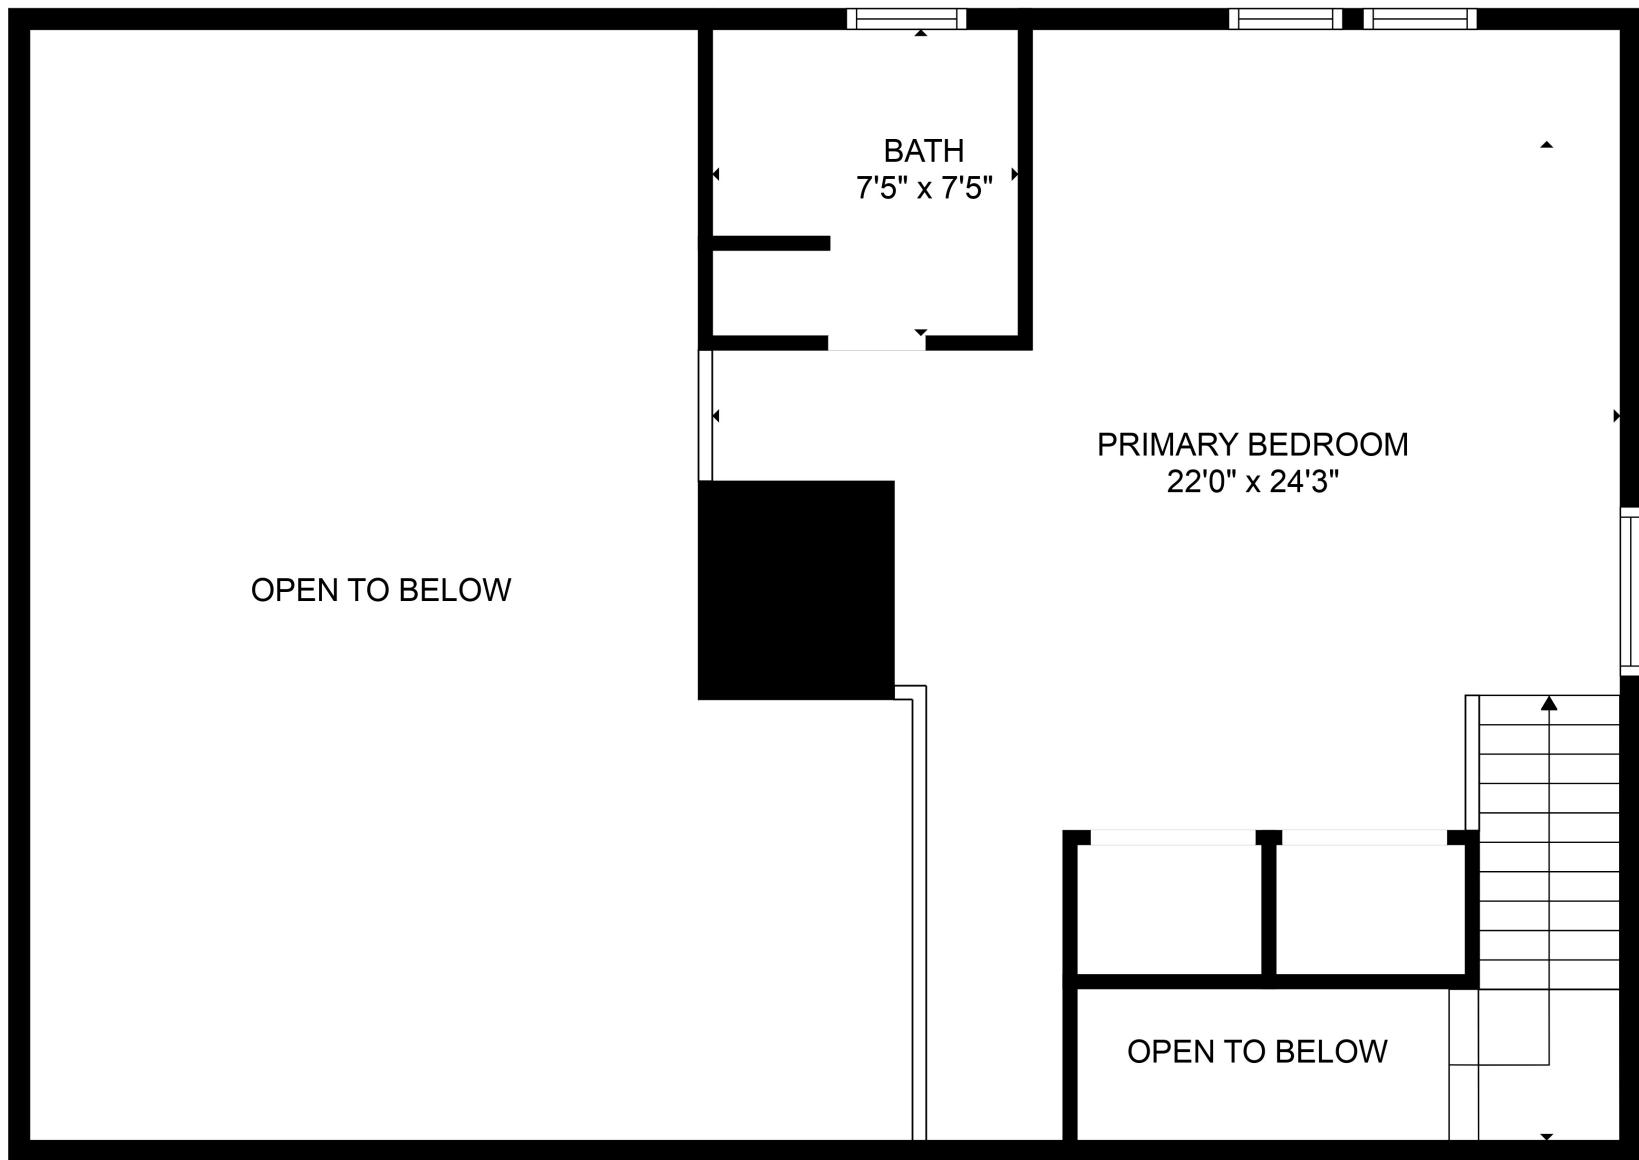 BATH
7'5" x 7'5"
PRIMARY BEDROOM
22'0" x 24'3"
OPEN TO BELOW
OPEN TO BELOW